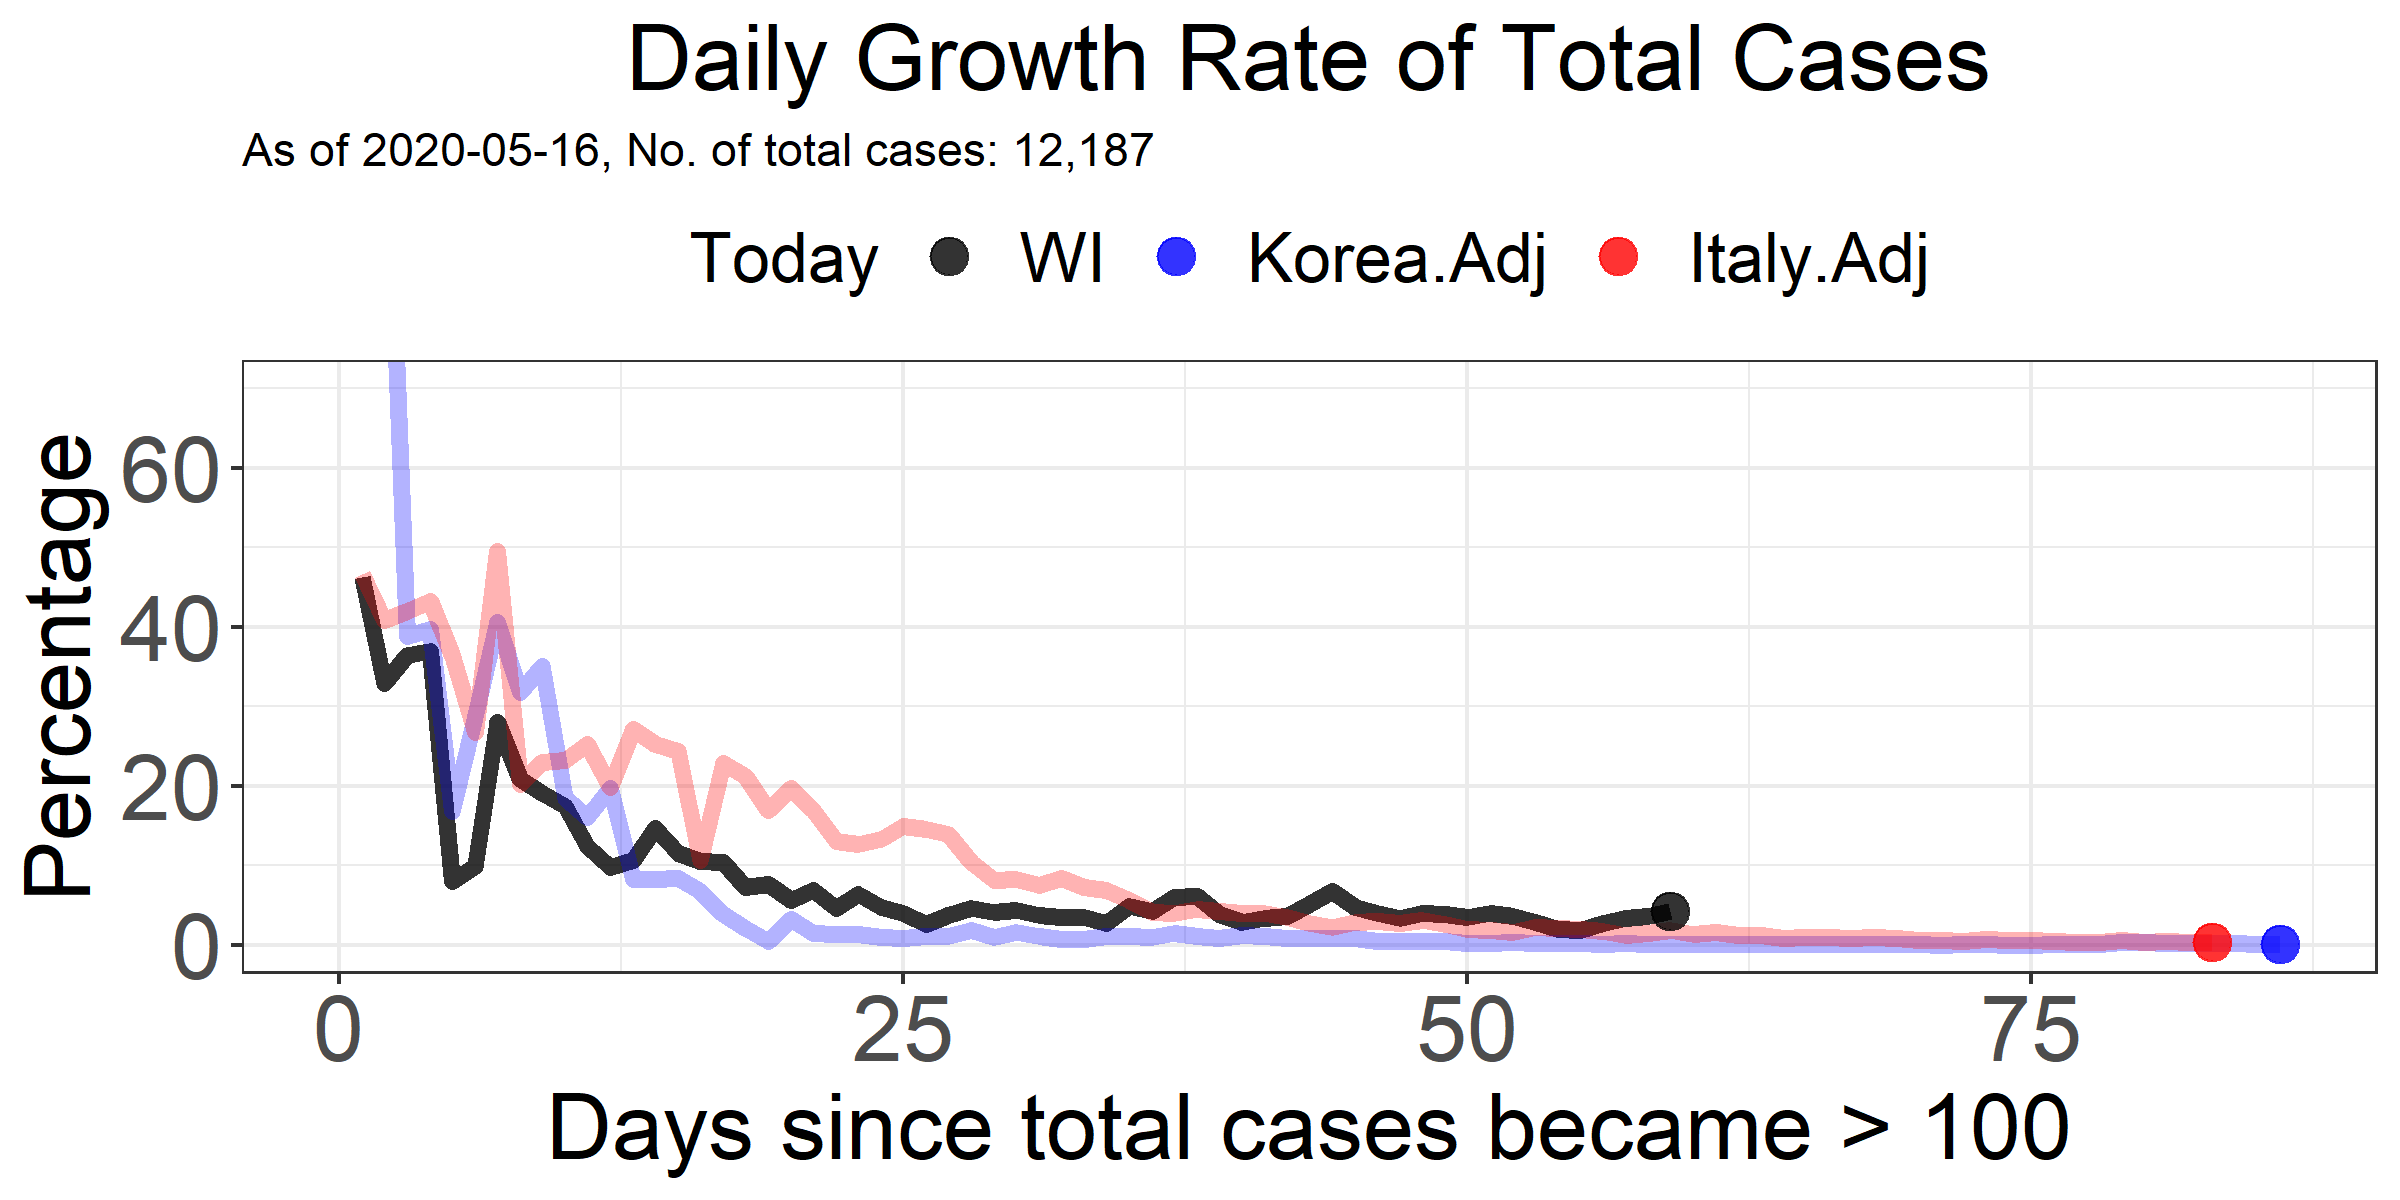 Daily Growth Rate of Total Cases
As of 2020-05-16, No. of total cases: 12,187
Today WI Korea.Adj Italy.Adj
Percentage
60
40
20
0
0 25 50 75
Days since total cases became > 100